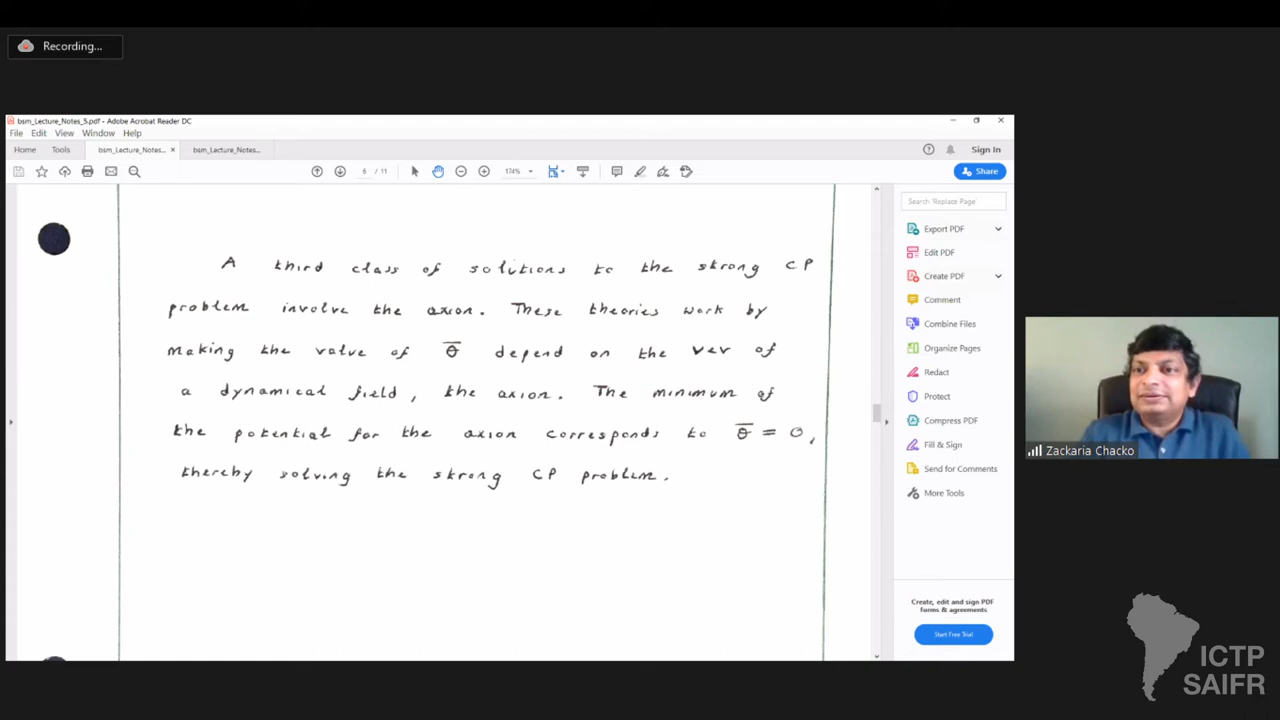 Recording...
bsm_Lecture_Notes_5.pdf - Adobe Acrobat Reader DC
File Edit View Window Help
Home Tools bsm_Lecture_Notes... × bsm_Lecture_Notes... Sign In
6 / 11 174% Share
A third class of solutions to the strong CP
problem involve the axion. These theories work by
making the value of θ̅ depend on the VEV of
a dynamical field, the axion. The minimum of
the potential for the axion corresponds to θ̅ = 0,
thereby solving the strong CP problem.
Search 'Replace Page'
Export PDF
Edit PDF
Create PDF
Comment
Combine Files
Organize Pages
Redact
Protect
Compress PDF
Fill & Sign
Send for Comments
More Tools
Create, edit and sign PDF
forms & agreements
Start Free Trial
Zackaria Chacko
ICTP
SAIFR